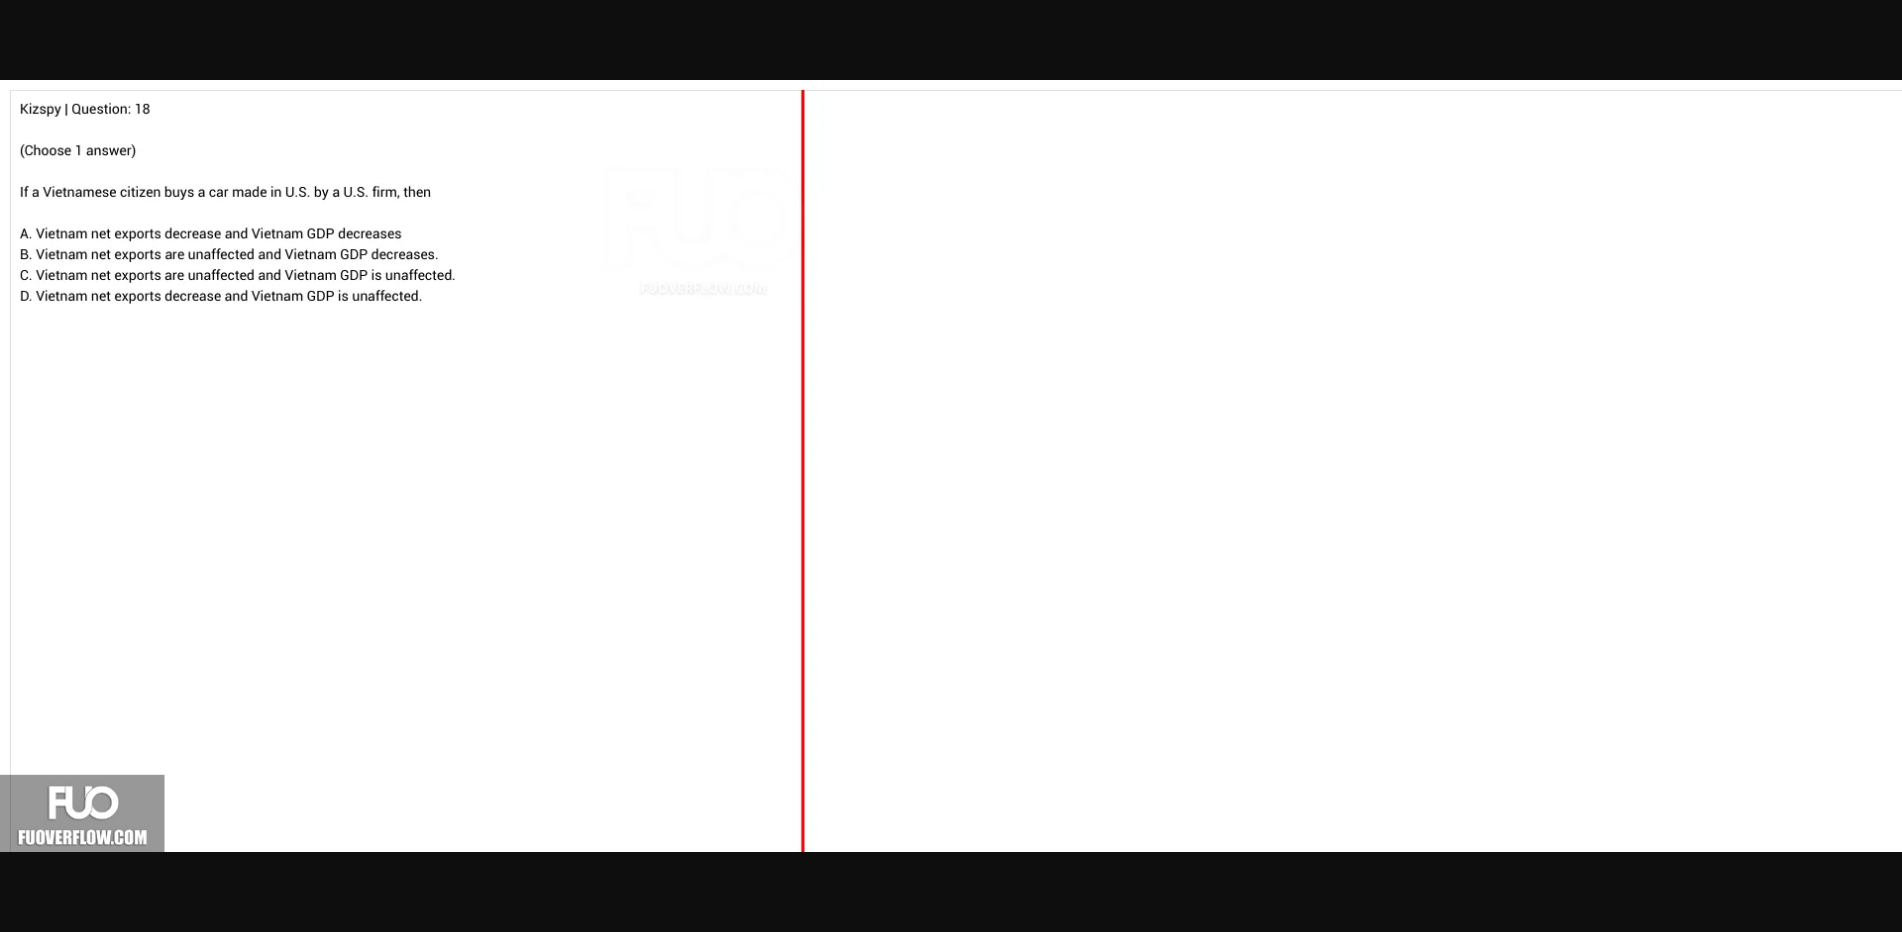 Kizspy | Question: 18
(Choose 1 answer)
If a Vietnamese citizen buys a car made in U.S. by a U.S. firm, then
A. Vietnam net exports decrease and Vietnam GDP decreases
B. Vietnam net exports are unaffected and Vietnam GDP decreases.
C. Vietnam net exports are unaffected and Vietnam GDP is unaffected.
D. Vietnam net exports decrease and Vietnam GDP is unaffected.
FUO
FUOVERFLOW.COM
FUO
FUOVERFLOW.COM